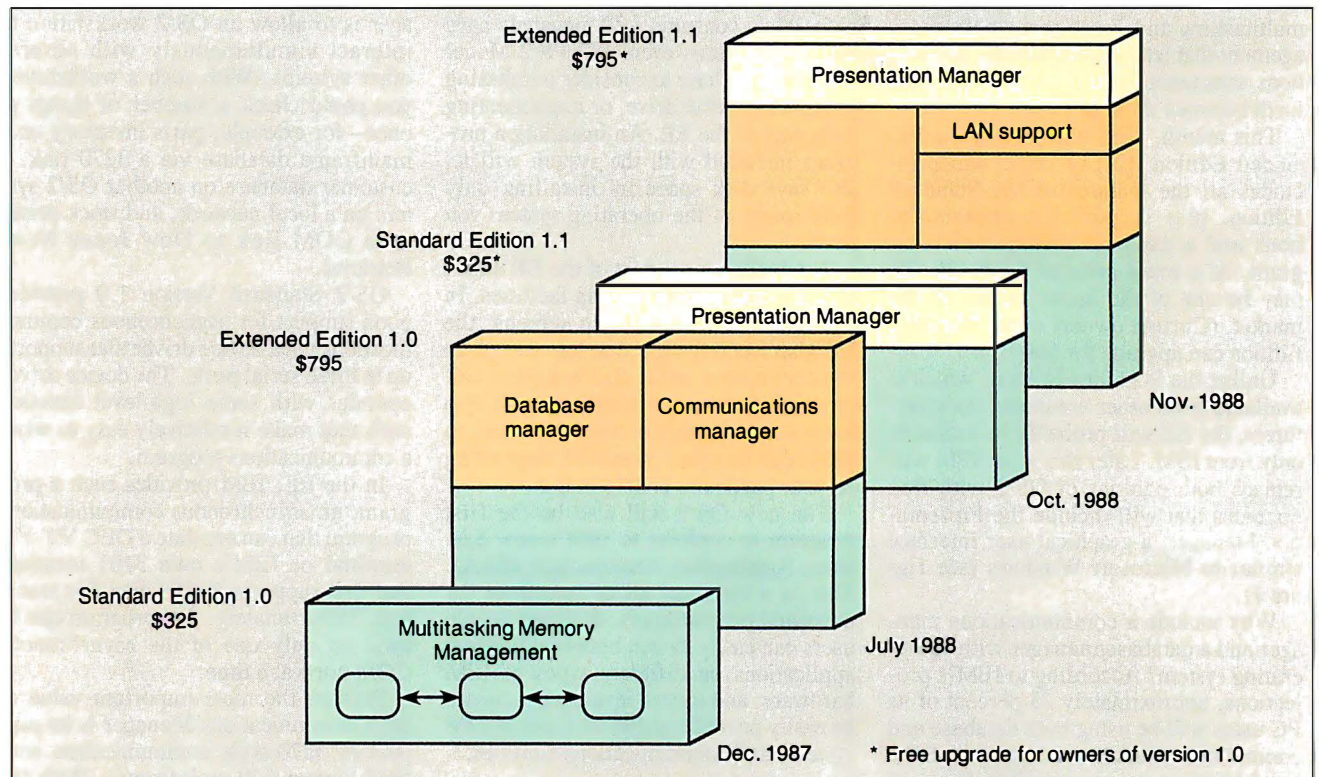 Extended Edition 1.1
$795*
Presentation Manager
LAN support
Nov. 1988
Standard Edition 1.1
$325*
Presentation Manager
Oct. 1988
Extended Edition 1.0
$795
Database
manager
Communications
manager
July 1988
Standard Edition 1.0
$325
Multitasking Memory
Management
Dec. 1987
* Free upgrade for owners of version 1.0